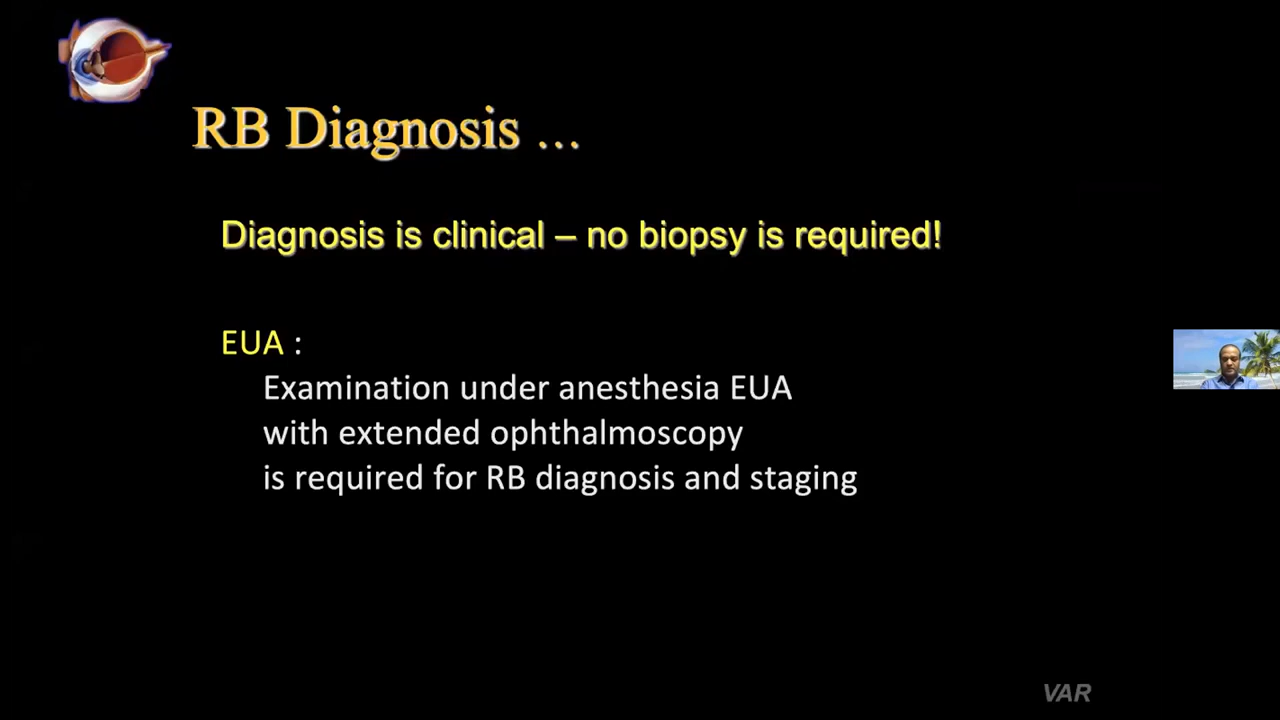 RB Diagnosis ...
Diagnosis is clinical – no biopsy is required!
EUA :
Examination under anesthesia EUA
with extended ophthalmoscopy
is required for RB diagnosis and staging
VAR